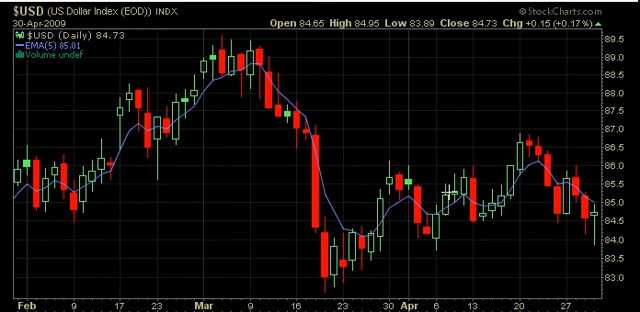 $USD (US Dollar Index (EOD)) INDX © StockCharts.com
30-Apr-2009 Open 84.65 High 84.95 Low 83.89 Close 84.73 Chg +0.15 (+0.17%)
$USD (Daily) 84.73
EMA(5) 85.01
Volume undef
89.5
89.0
88.5
88.0
87.5
87.0
86.5
86.0
85.5
85.0
84.5
84.0
83.5
83.0
Feb 9 17 23 Mar 9 16 23 30 Apr 6 13 20 27